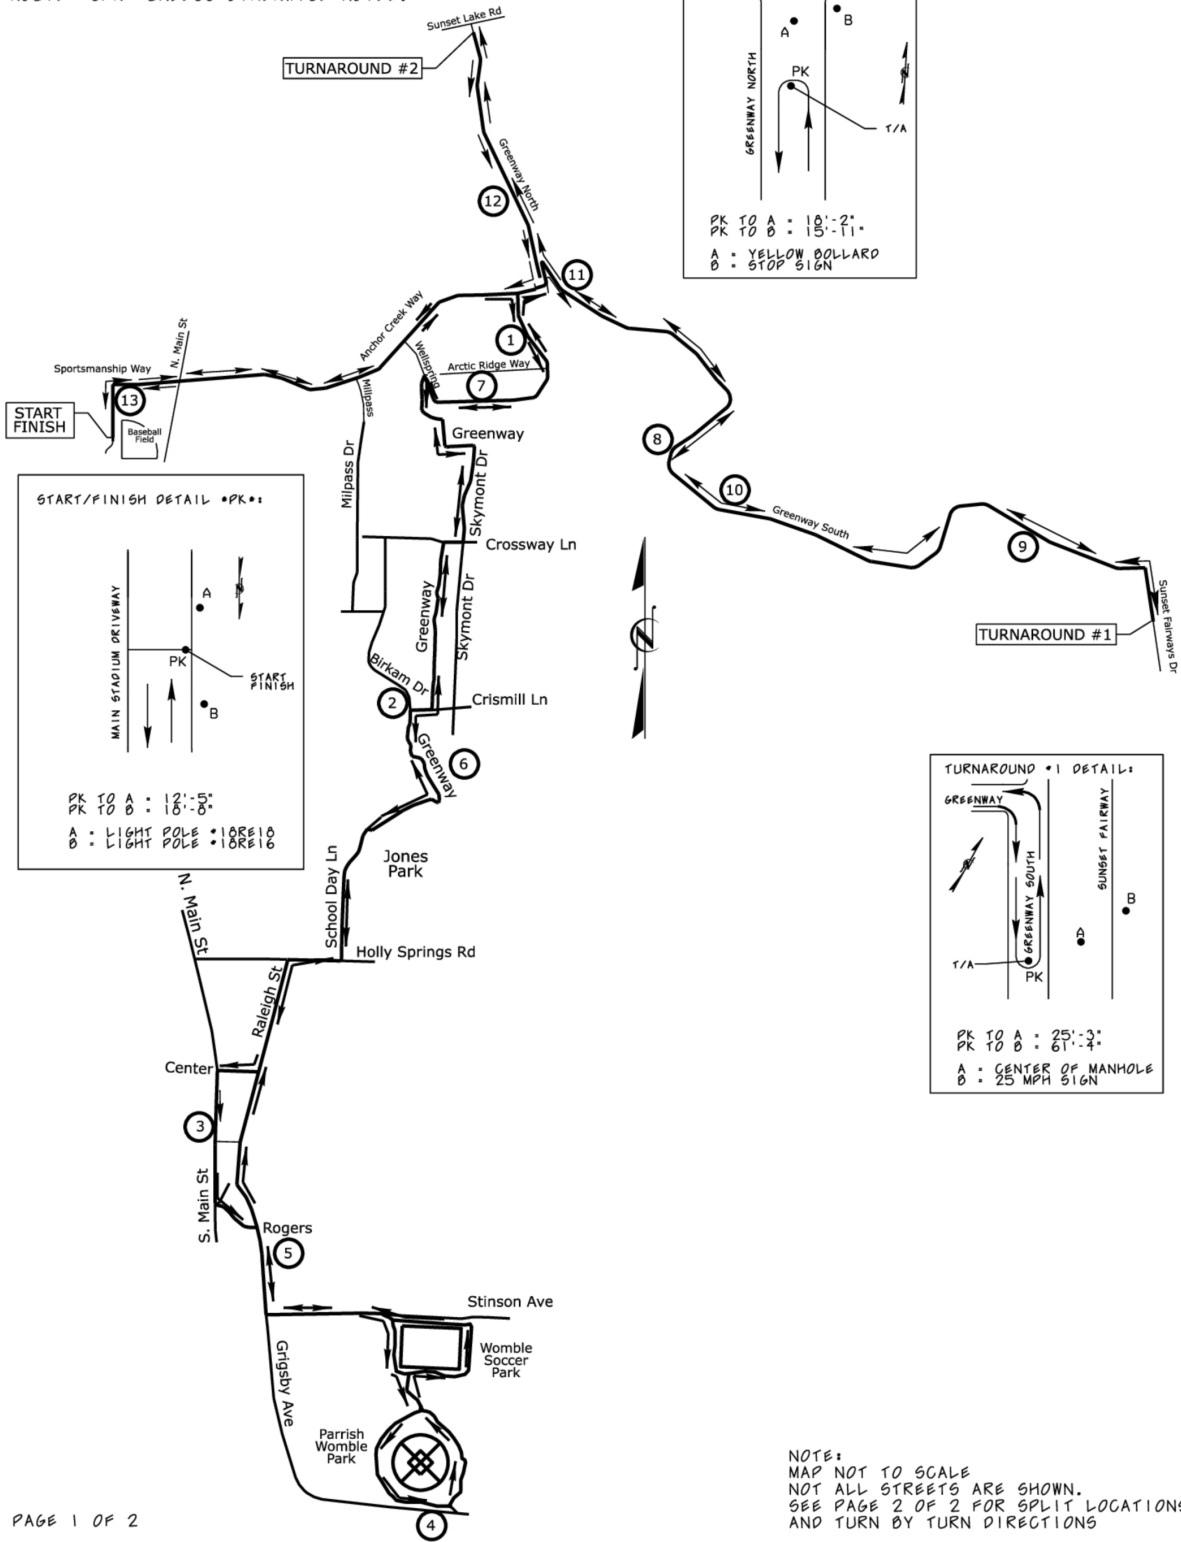 Sunset Lake Rd
TURNAROUND #2
Greenway North
12
11
1
Anchor Creek Way
N. Main St
Sportsmanship Way
Wellspring
Arctic Ridge Way
7
Millpass
13
START
FINISH
Baseball
Field
Greenway
8
Milpass Dr
Skymont Dr
10
Greenway South
9
Crossway Ln
Greenway
Skymont Dr
Sunset Fairways Dr
TURNAROUND #1
Birkam Dr
2
Crismill Ln
Greenway
6
Jones
Park
School Day Ln
N. Main St
Holly Springs Rd
Raleigh St
Center
3
S. Main St
Rogers
5
Stinson Ave
Womble
Soccer
Park
Grigsby Ave
Parrish
Womble
Park
4
A
B
GREENWAY NORTH
PK
N
T/A
PK TO A = 18'-2"
PK TO B = 15'-11"
A = YELLOW BOLLARD
B = STOP SIGN
START/FINISH DETAIL "PK":
MAIN STADIUM DRIVEWAY
A
N
PK
START
FINISH
B
PK TO A = 12'-5"
PK TO B = 18'-8"
A = LIGHT POLE #18RE18
B = LIGHT POLE #18RE16
N
TURNAROUND #1 DETAIL:
GREENWAY
N
GREENWAY SOUTH
SUNSET FAIRWAY
B
A
T/A
PK
PK TO A = 25'-3"
PK TO B = 61'-4"
A = CENTER OF MANHOLE
B = 25 MPH SIGN
NOTE:
MAP NOT TO SCALE
NOT ALL STREETS ARE SHOWN.
SEE PAGE 2 OF 2 FOR SPLIT LOCATIONS
AND TURN BY TURN DIRECTIONS
PAGE 1 OF 2